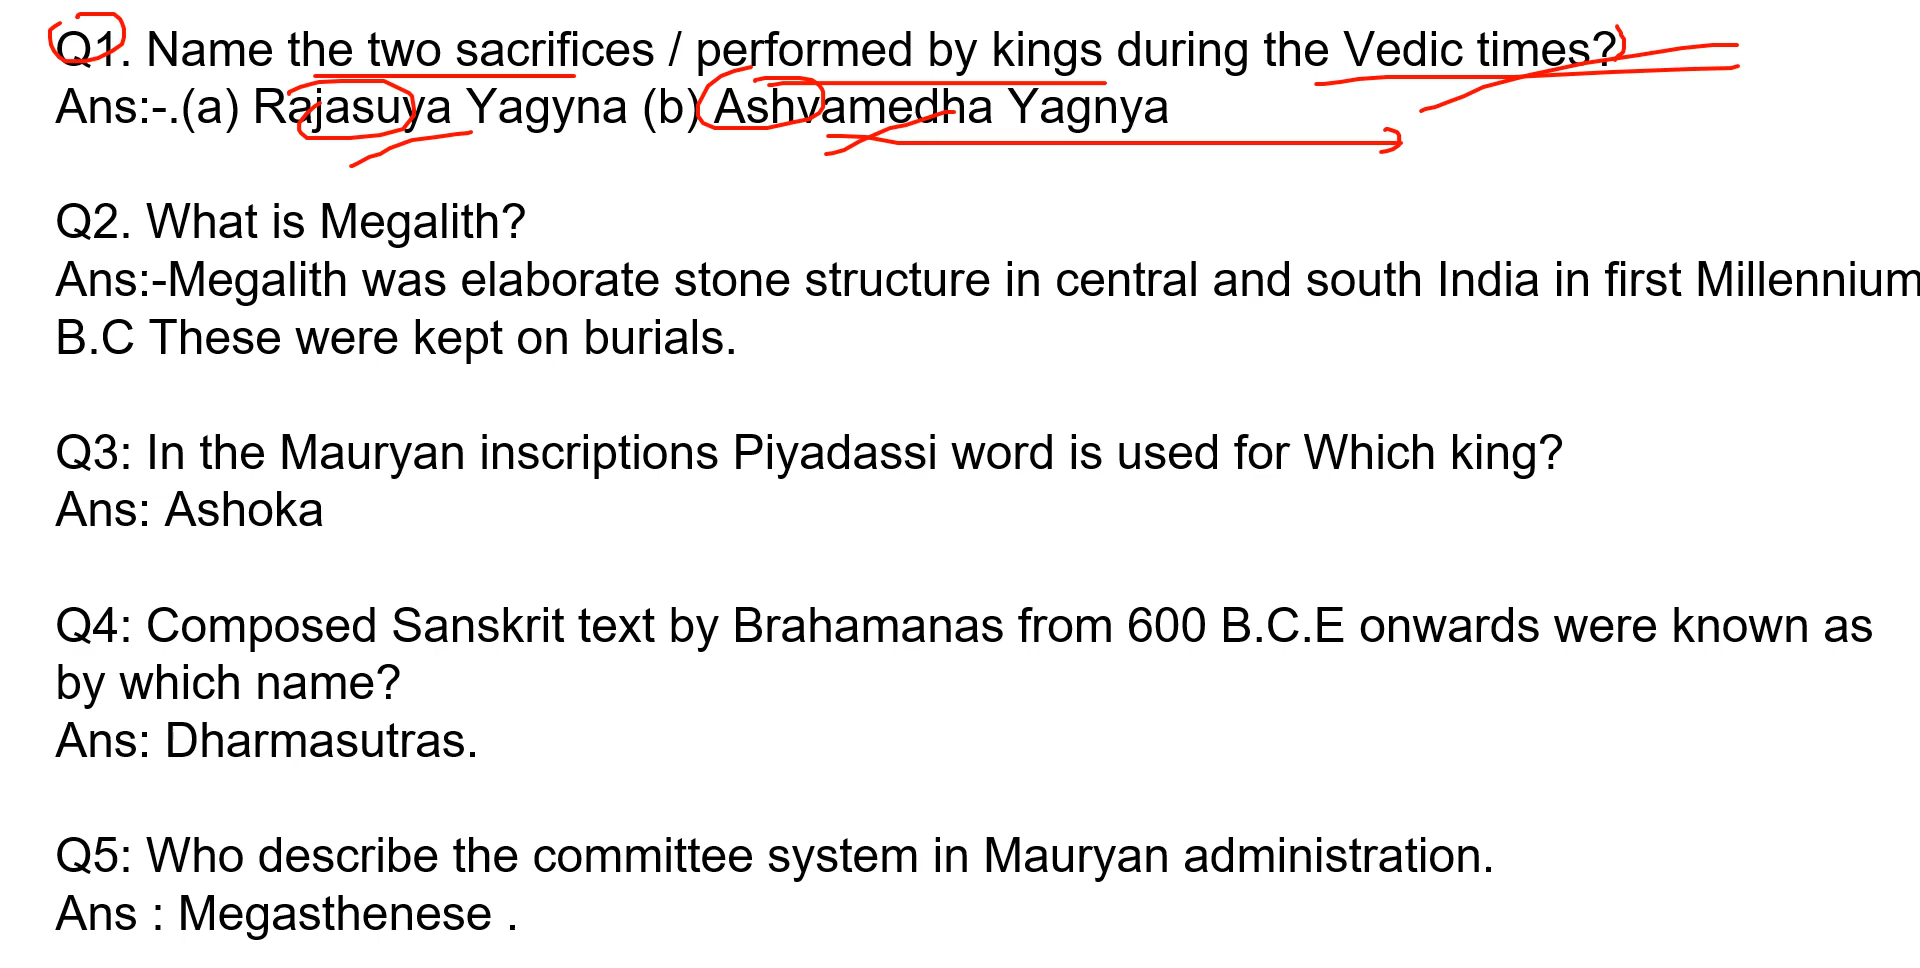 Q1. Name the two sacrifices / performed by kings during the Vedic times?
Ans:-.(a) Rajasuya Yagyna (b) Ashvamedha Yagnya
Q2. What is Megalith?
Ans:-Megalith was elaborate stone structure in central and south India in first Millennium
B.C These were kept on burials.
Q3: In the Mauryan inscriptions Piyadassi word is used for Which king?
Ans: Ashoka
Q4: Composed Sanskrit text by Brahamanas from 600 B.C.E onwards were known as
by which name?
Ans: Dharmasutras.
Q5: Who describe the committee system in Mauryan administration.
Ans : Megasthenese .